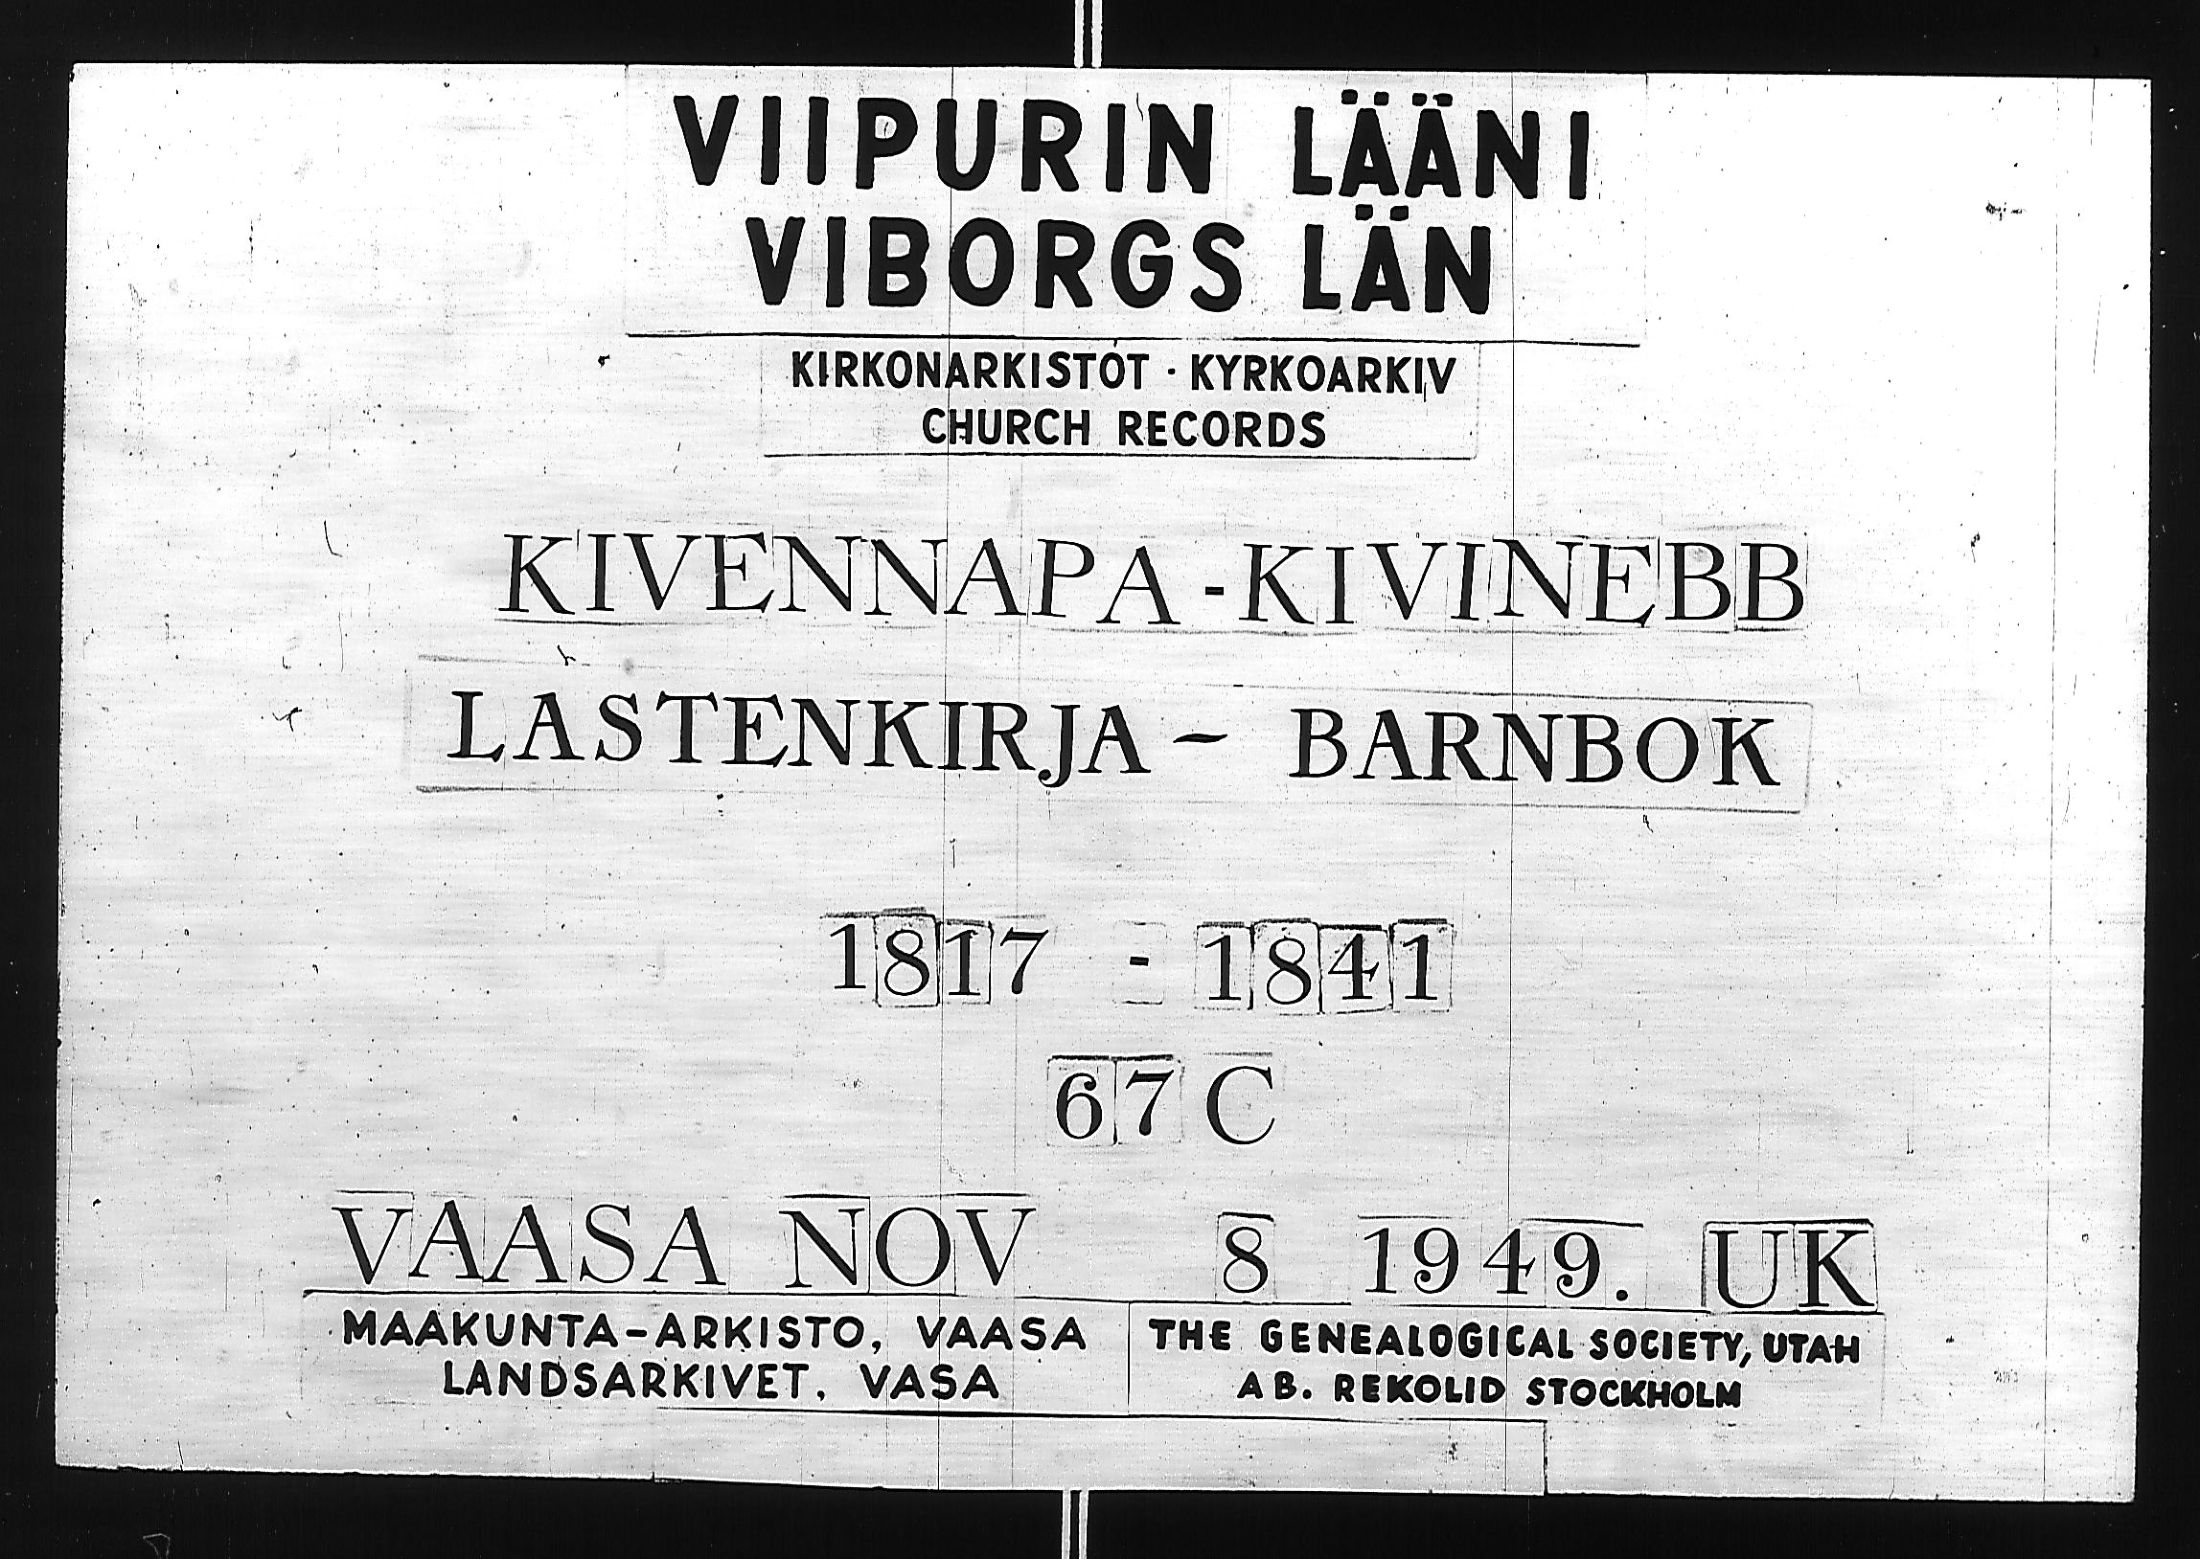 VIIPURIN LÄÄNI
VIBORGS LÄN
KIRKONARKISTOT · KYRKOARKIV
CHURCH RECORDS
KIVENNAPA - KIVINEBB
LASTENKIRJA - BARNBOK
1817 - 1841
67 C
VAASA NOV 8 1949. UK
MAAKUNTA-ARKISTO, VAASA
LANDSARKIVET, VASA
THE GENEALOGICAL SOCIETY, UTAH
AB. REKOLID STOCKHOLM